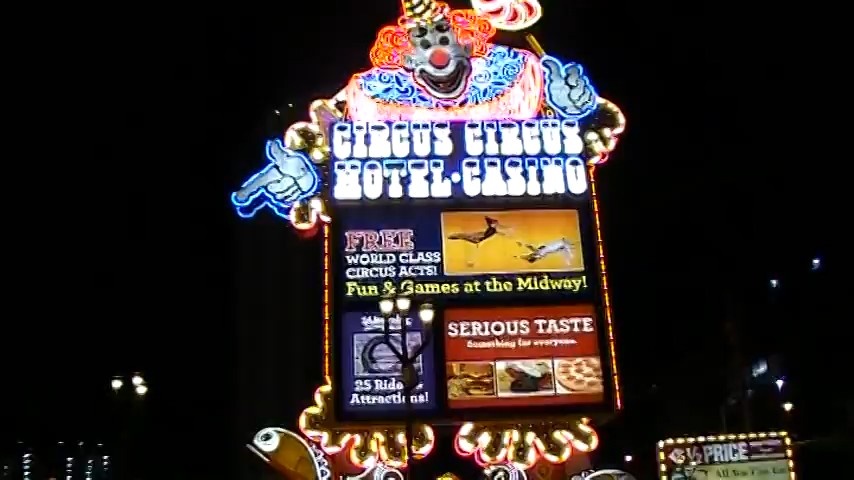 CIRCUS CIRCUS
HOTEL·CASINO
FREE
WORLD CLASS
CIRCUS ACTS!
Fun & Games at the Midway!
SERIOUS TASTE
Something for everyone.
25 Rides &
Attractions!
½ PRICE